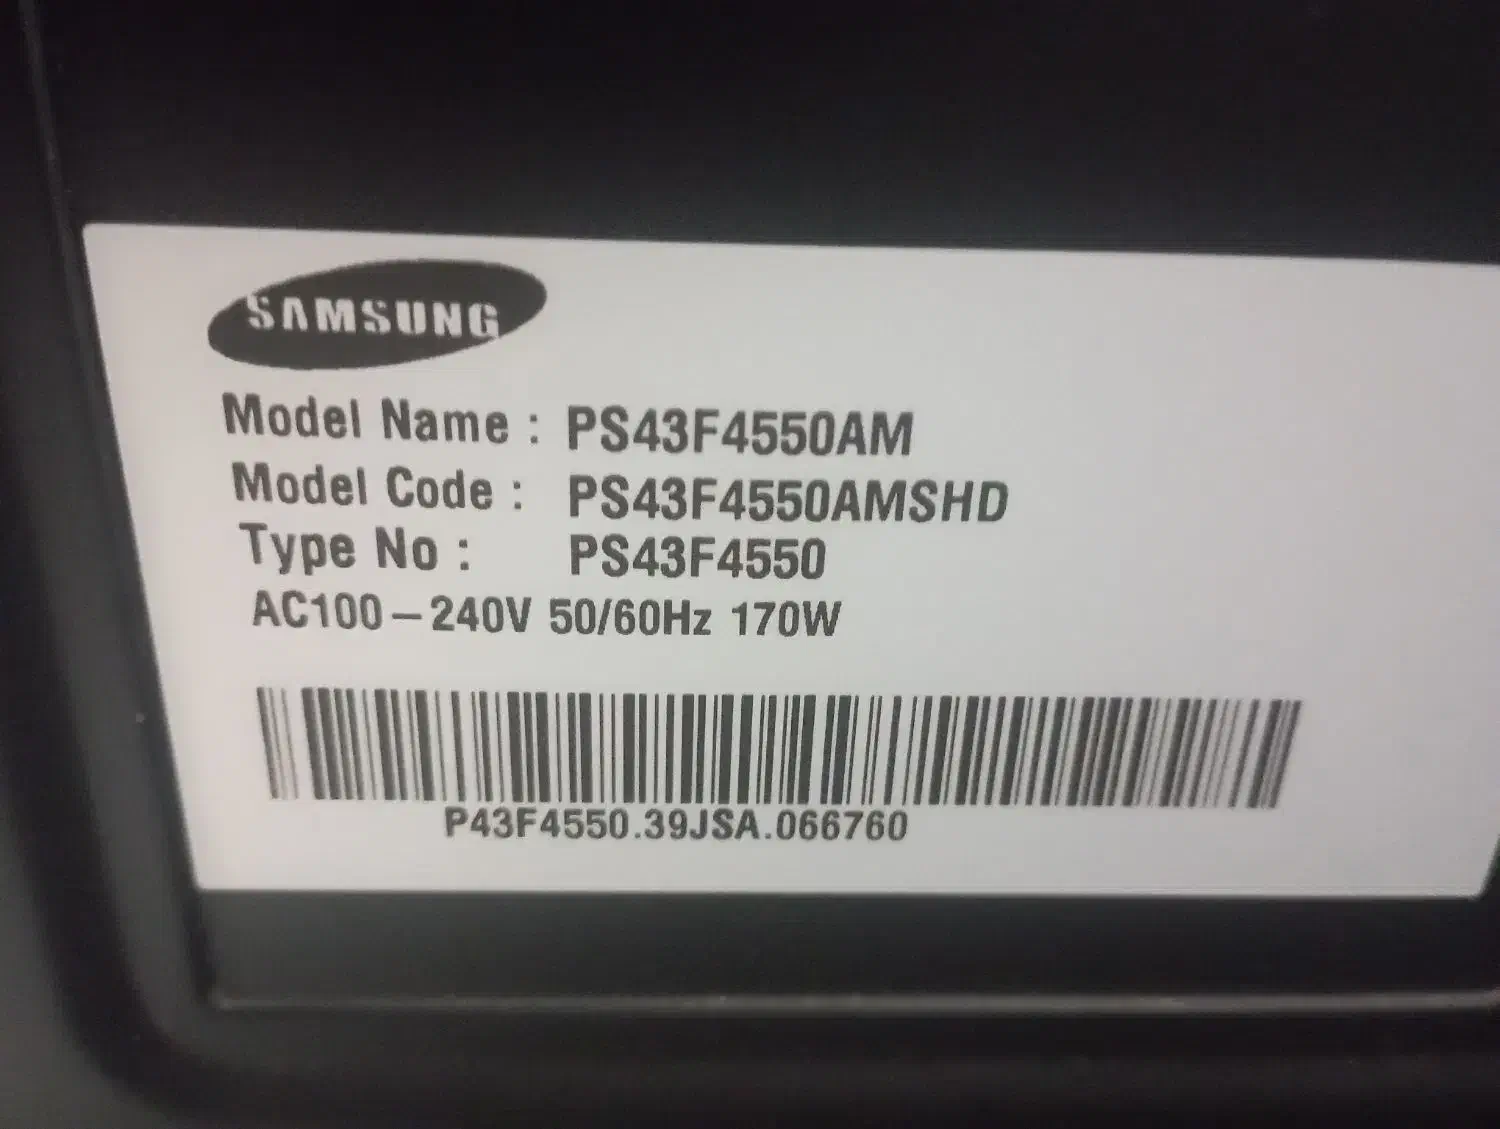 SAMSUNG
Model Name : PS43F4550AM
Model Code : PS43F4550AMSHD
Type No : PS43F4550
AC100-240V 50/60Hz 170W
P43F4550.39JSA.066760